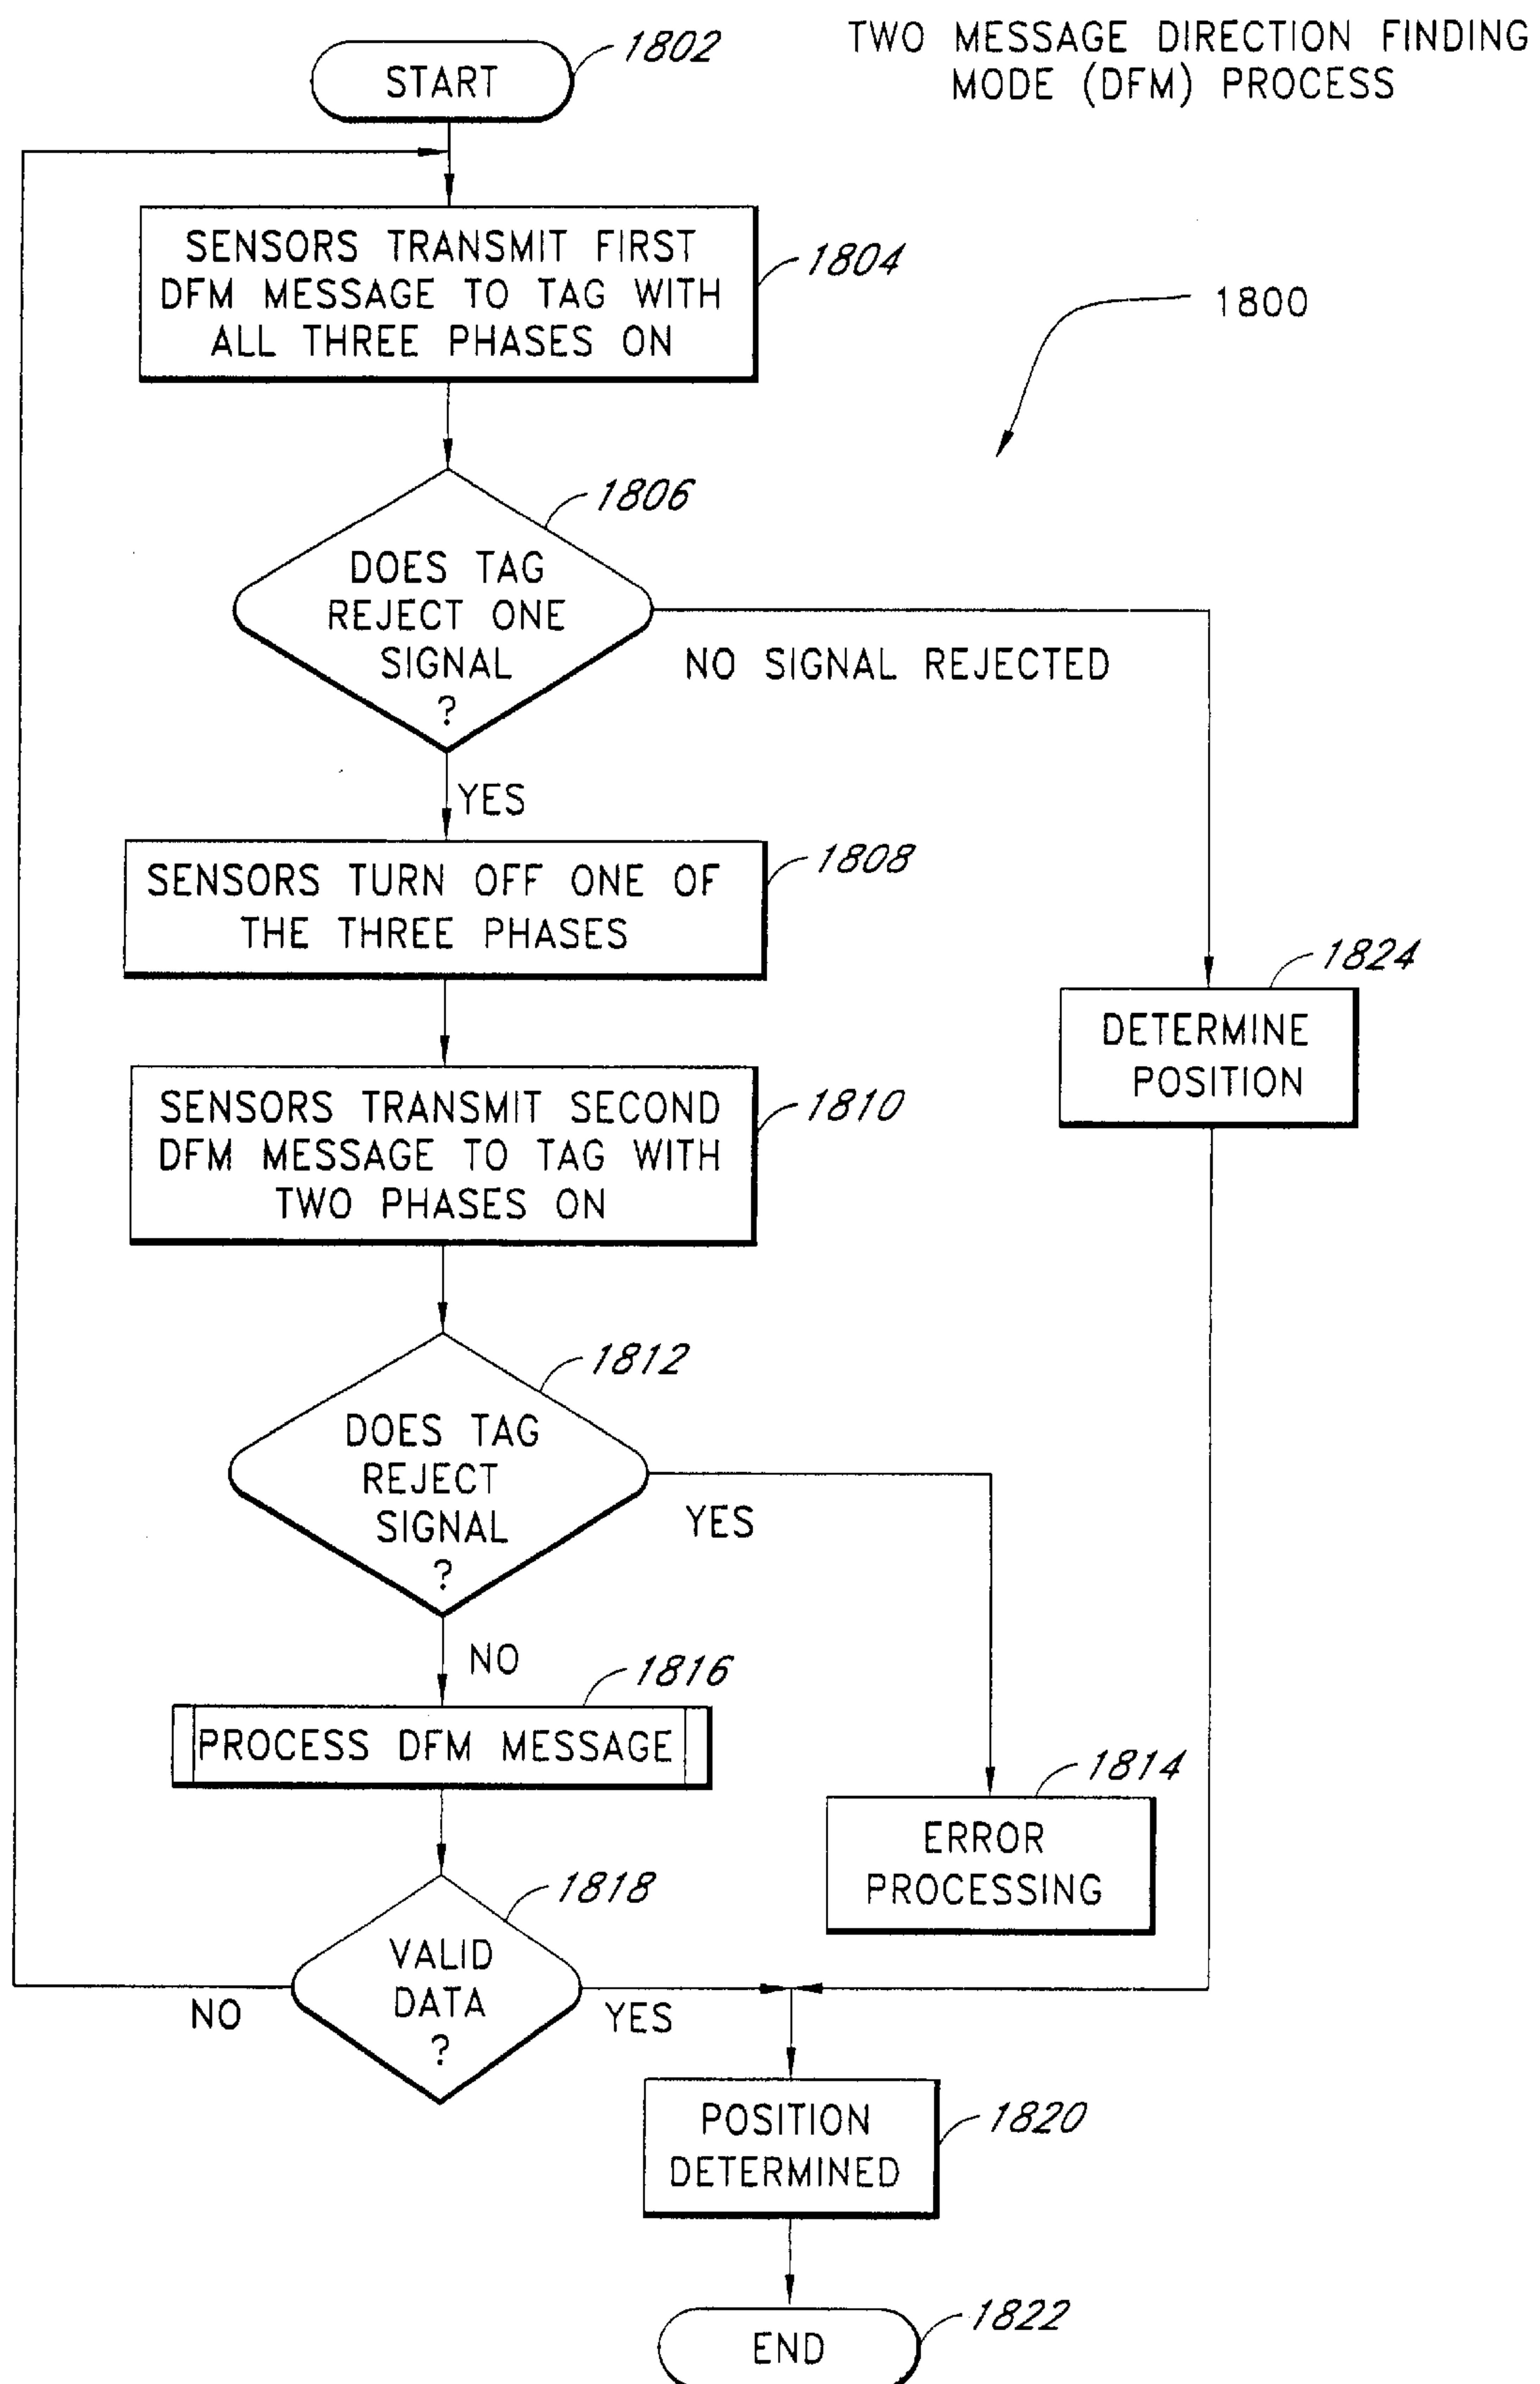 TWO MESSAGE DIRECTION FINDING
MODE (DFM) PROCESS
START
1802
SENSORS TRANSMIT FIRST
DFM MESSAGE TO TAG WITH
ALL THREE PHASES ON
1804
1800
DOES TAG
REJECT ONE
SIGNAL
?
1806
NO SIGNAL REJECTED
YES
SENSORS TURN OFF ONE OF
THE THREE PHASES
1808
DETERMINE
POSITION
1824
SENSORS TRANSMIT SECOND
DFM MESSAGE TO TAG WITH
TWO PHASES ON
1810
DOES TAG
REJECT
SIGNAL
?
1812
YES
NO
PROCESS DFM MESSAGE
1816
ERROR
PROCESSING
1814
VALID
DATA
?
1818
NO
YES
POSITION
DETERMINED
1820
END
1822